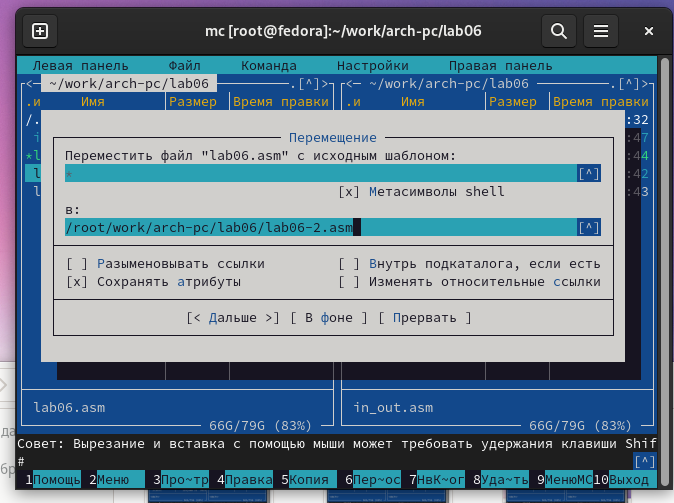 mc [root@fedora]:~/work/arch-pc/lab06
Левая панель Файл Команда Настройки Правая панель
<— ~/work/arch-pc/lab06 .[^]> <— ~/work/arch-pc/lab06 .[^]>
.и Имя Размер Время правки .и Имя Размер Время правки
/. :32
Перемещение
i :47
Переместить файл "lab06.asm" с исходным шаблоном:
*l :44
* [^]
l :42
[x] Метасимволы shell
l :43
в:
/root/work/arch-pc/lab06/lab06-2.asm [^]
[ ] Разыменовывать ссылки [ ] Внутрь подкаталога, если есть
[x] Сохранять атрибуты [ ] Изменять относительные ссылки
[< Дальше >] [ В фоне ] [ Прервать ]
lab06.asm in_out.asm
66G/79G (83%) 66G/79G (83%)
Совет: Вырезание и вставка с помощью мыши может требовать удержания клавиши Shif
# [^]
1Помощь 2Меню 3Про~тр 4Правка 5Копия 6Пер~ос 7НвК~ог 8Уда~ть 9МенюMC 10Выход